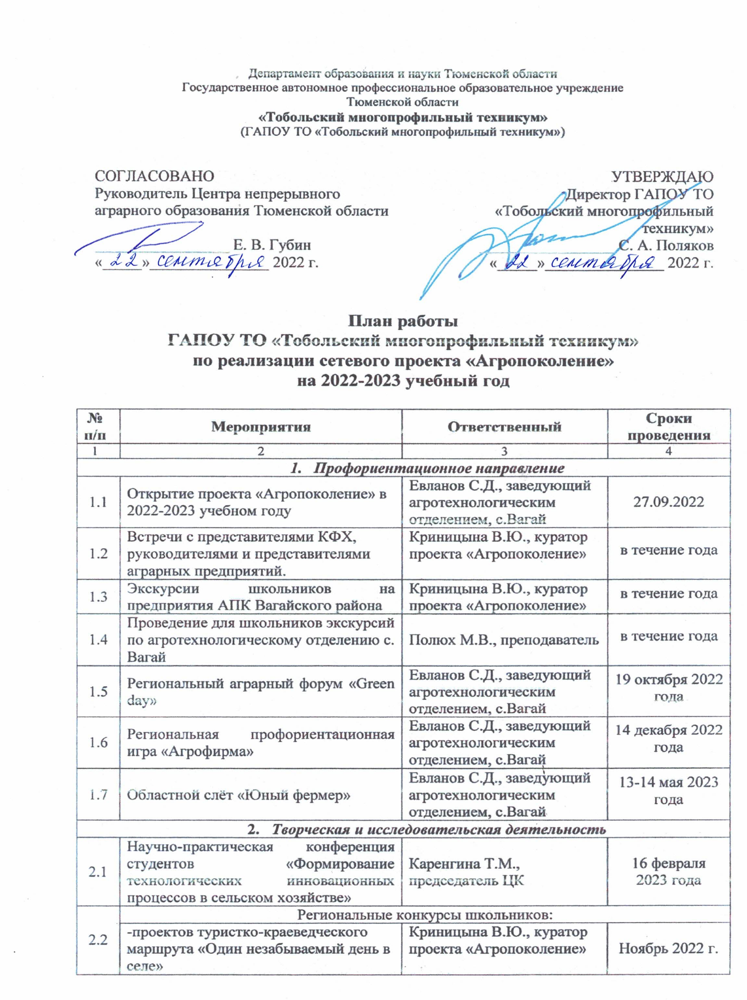 Департамент образования и науки Тюменской области
Государственное автономное профессиональное образовательное учреждение
Тюменской области
«Тобольский многопрофильный техникум»
(ГАПОУ ТО «Тобольский многопрофильный техникум»)
СОГЛАСОВАНО
Руководитель Центра непрерывного
аграрного образования Тюменской области
Е. В. Губин
«22» сентября 2022 г.
УТВЕРЖДАЮ
Директор ГАПОУ ТО
«Тобольский многопрофильный
техникум»
С. А. Поляков
«22» сентября 2022 г.
План работы
ГАПОУ ТО «Тобольский многопрофильный техникум»
по реализации сетевого проекта «Агропоколение»
на 2022-2023 учебный год
№
п/п
Мероприятия
Ответственный
Сроки
проведения
1
2
3
4
1. Профориентационное направление
1.1
Открытие проекта «Агропоколение» в
2022-2023 учебном году
Евланов С.Д., заведующий
агротехнологическим
отделением, с.Вагай
27.09.2022
1.2
Встречи с представителями КФХ,
руководителями и представителями
аграрных предприятий.
Криницына В.Ю., куратор
проекта «Агропоколение»
в течение года
1.3
Экскурсии школьников на
предприятия АПК Вагайского района
Криницына В.Ю., куратор
проекта «Агропоколение»
в течение года
1.4
Проведение для школьников экскурсий
по агротехнологическому отделению с.
Вагай
Полюх М.В., преподаватель
в течение года
1.5
Региональный аграрный форум «Green
day»
Евланов С.Д., заведующий
агротехнологическим
отделением, с.Вагай
19 октября 2022
года
1.6
Региональная профориентационная
игра «Агрофирма»
Евланов С.Д., заведующий
агротехнологическим
отделением, с.Вагай
14 декабря 2022
года
1.7
Областной слёт «Юный фермер»
Евланов С.Д., заведующий
агротехнологическим
отделением, с.Вагай
13-14 мая 2023
года
2. Творческая и исследовательская деятельность
2.1
Научно-практическая конференция
студентов «Формирование
технологических инновационных
процессов в сельском хозяйстве»
Каренгина Т.М.,
председатель ЦК
16 февраля
2023 года
2.2
Региональные конкурсы школьников:
-проектов туристко-краеведческого
маршрута «Один незабываемый день в
селе»
Криницына В.Ю., куратор
проекта «Агропоколение»
Ноябрь 2022 г.